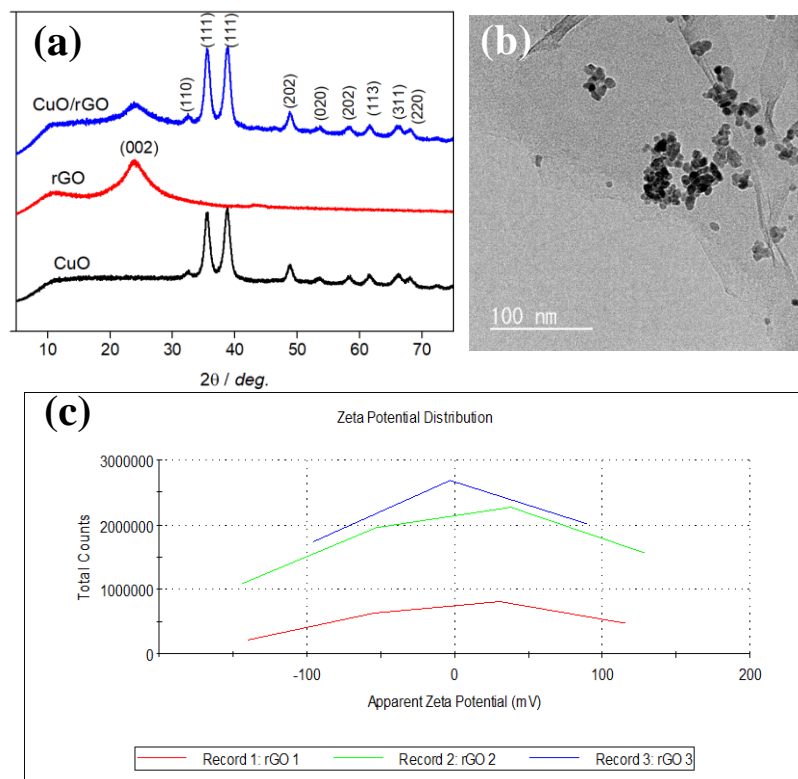 (a)
(111)
(111)
CuO/rGO
(110)
(202)
(020)
(202)
(113)
(311)
(220)
(002)
rGO
CuO
10 20 30 40 50 60 70
2θ / deg.
(b)
100 nm
(c)
Zeta Potential Distribution
3000000
2000000
1000000
0
Total Counts
-100 0 100 200
Apparent Zeta Potential (mV)
Record 1: rGO 1 Record 2: rGO 2 Record 3: rGO 3